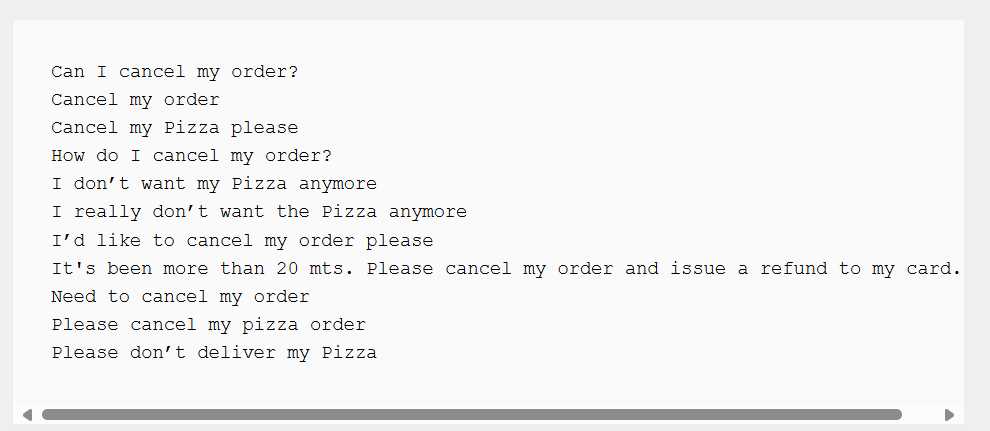 Can I cancel my order?
Cancel my order
Cancel my Pizza please
How do I cancel my order?
I don’t want my Pizza anymore
I really don’t want the Pizza anymore
I’d like to cancel my order please
It's been more than 20 mts. Please cancel my order and issue a refund to my card.
Need to cancel my order
Please cancel my pizza order
Please don’t deliver my Pizza